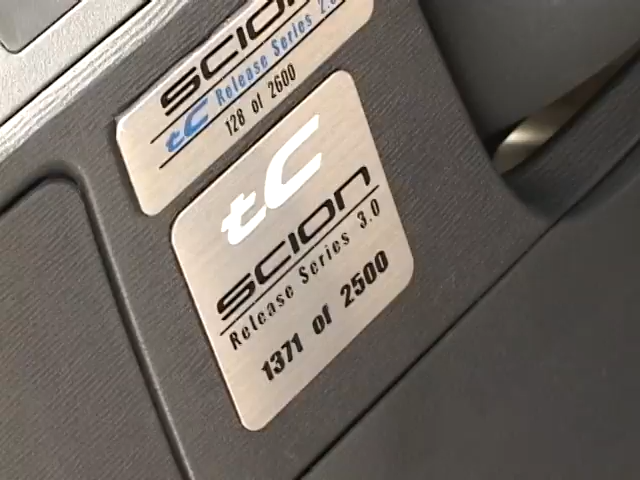 SCION
tC Release Series 2.0
128 of 2600
tC
SCION
Release Series 3.0
1371 of 2500